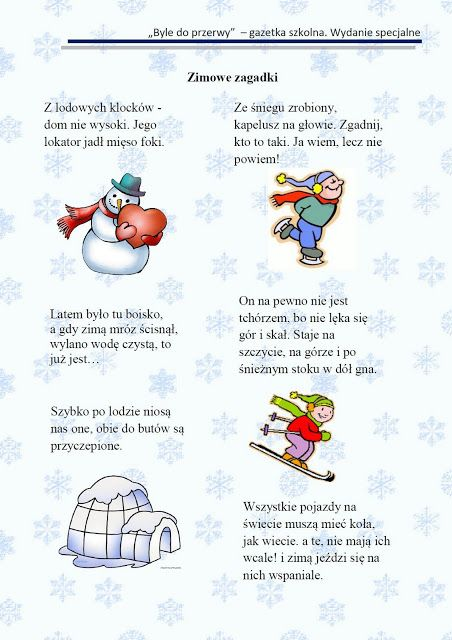 „Byle do przerwy” – gazetka szkolna. Wydanie specjalne
Zimowe zagadki
Z lodowych klocków -
dom nie wysoki. Jego
lokator jadł mięso foki.
Ze śniegu zrobiony,
kapelusz na głowie. Zgadnij,
kto to taki. Ja wiem, lecz nie
powiem!
Latem było tu boisko,
a gdy zimą mróz ścisnął,
wylano wodę czystą, to
już jest…
On na pewno nie jest
tchórzem, bo nie lęka się
gór i skał. Staje na
szczycie, na górze i po
śnieżnym stoku w dół gna.
Szybko po lodzie niosą
nas one, obie do butów są
przyczepione.
Wszystkie pojazdy na
świecie muszą mieć koła,
jak wiecie. a te, nie mają ich
wcale! i zimą jeździ się na
nich wspaniale.